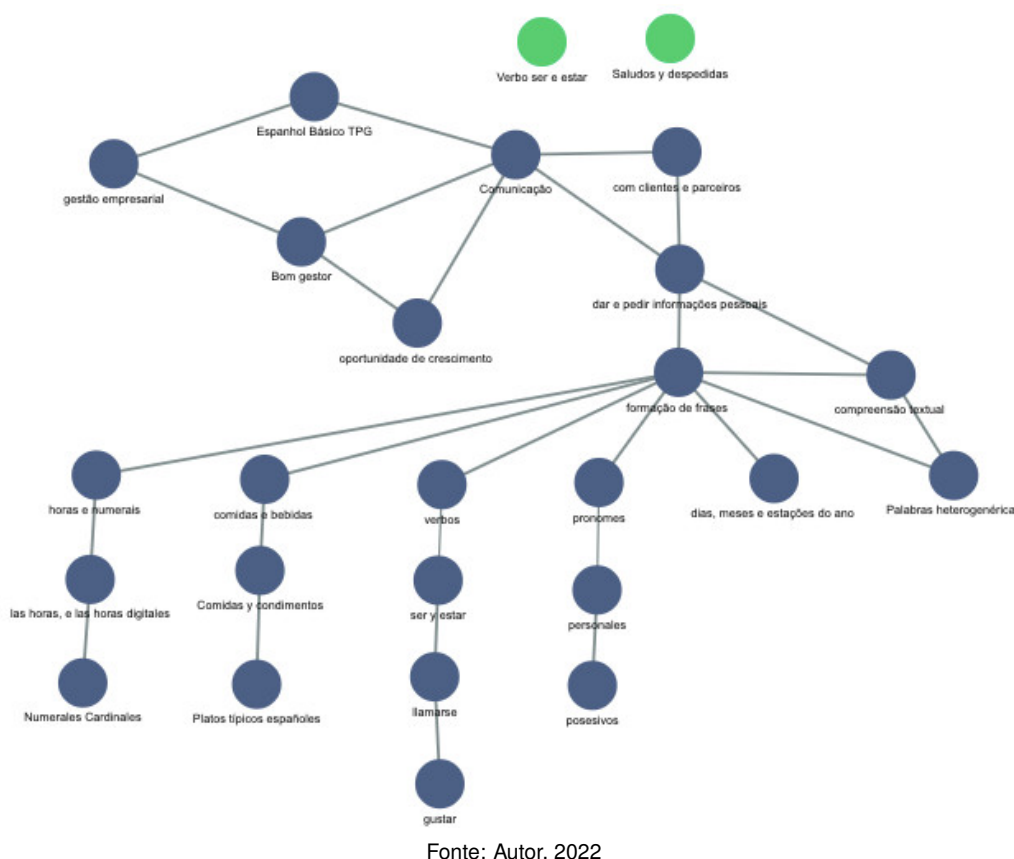 Verbo ser e estar
Saludos y despedidas
Espanhol Básico TPG
gestão empresarial
Comunicação
com clientes e parceiros
Bom gestor
dar e pedir informações pessoais
oportunidade de crescimento
formação de frases
compreensão textual
horas e numerais
comidas e bebidas
verbos
pronomes
dias, meses e estações do ano
Palabras heterogenérica
las horas, e las horas digitales
Comidas y condimentos
ser y estar
personales
Numerales Cardinales
Platos típicos españoles
llamarse
posesivos
gustar
Fonte: Autor, 2022